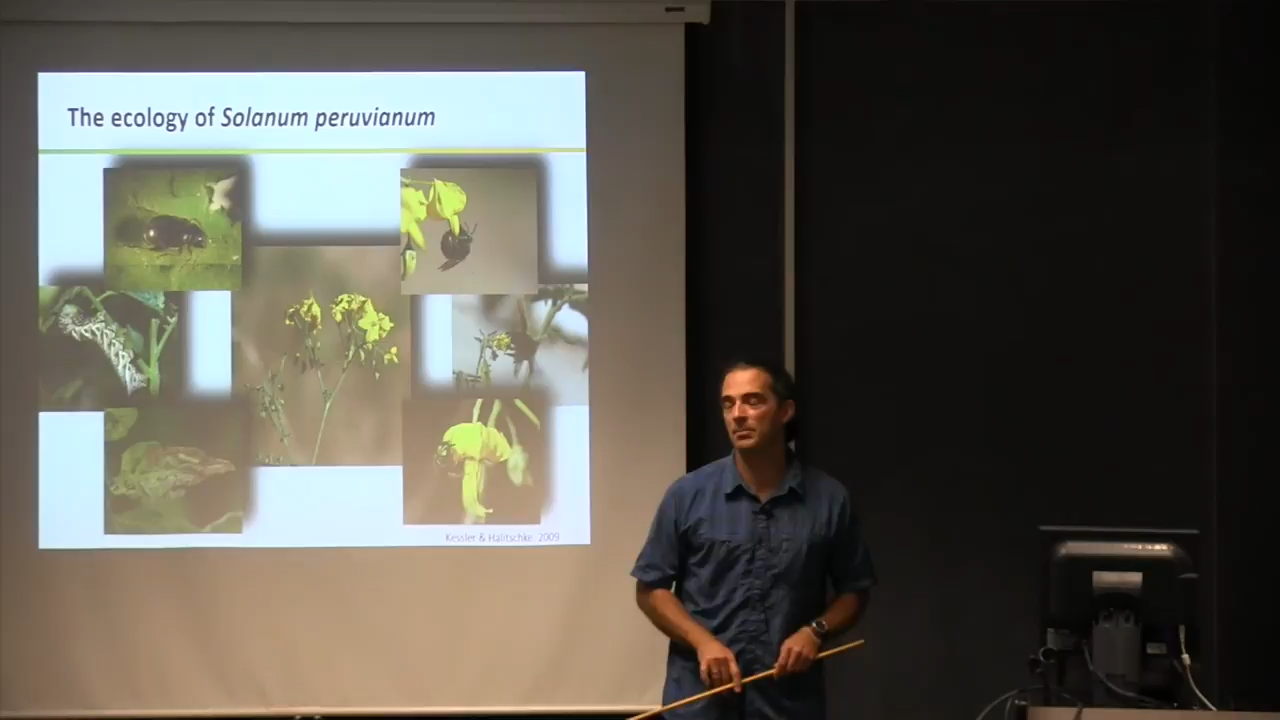 The ecology of Solanum peruvianum
Kessler & Halitschke, 2009